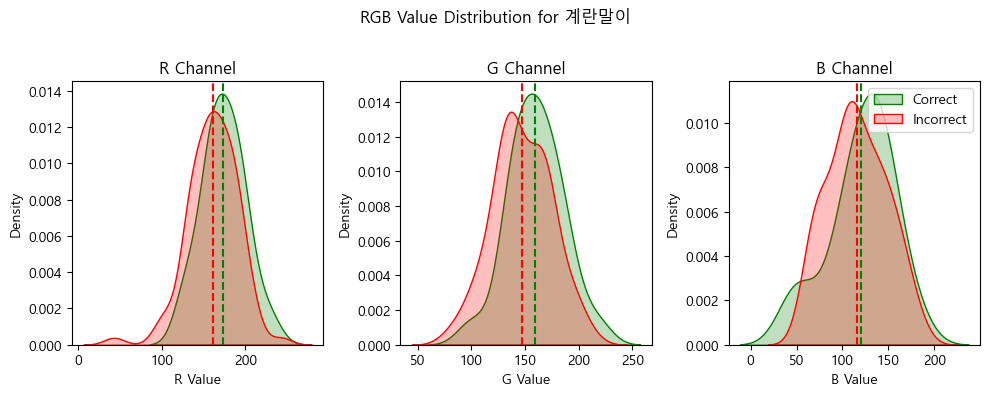 RGB Value Distribution for 계란말이
R Channel
G Channel
B Channel
Density
0.014
0.012
0.010
0.008
0.006
0.004
0.002
0.000
0
100
200
R Value
Density
0.014
0.012
0.010
0.008
0.006
0.004
0.002
0.000
50
100
150
200
250
G Value
Density
0.010
0.008
0.006
0.004
0.002
0.000
0
50
100
150
200
B Value
Correct
Incorrect